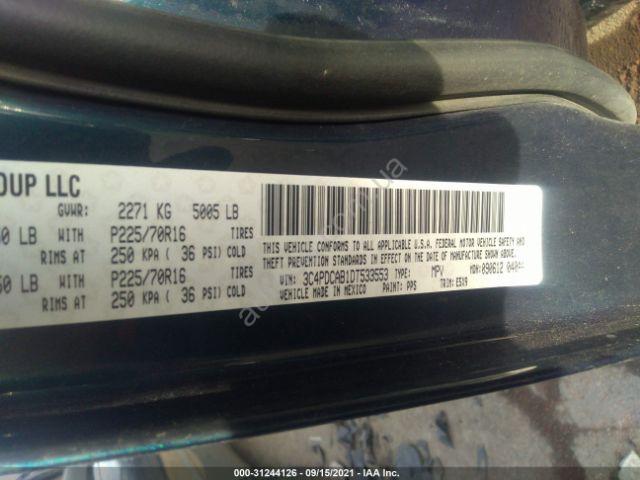 OUP LLC
GVWR: 2271 KG 5005 LB
LB WITH P225/70R16 TIRES
RIMS AT 250 KPA ( 36 PSI) COLD
50 LB WITH P225/70R16 TIRES
RIMS AT 250 KPA ( 36 PSI) COLD
THIS VEHICLE CONFORMS TO ALL APPLICABLE U.S.A. FEDERAL MOTOR VEHICLE SAFETY AND
THEFT PREVENTION STANDARDS IN EFFECT ON THE DATE OF MANUFACTURE SHOWN ABOVE.
VIN: 3C4PDCAB1DT533553 TYPE: MPV MDH: 090612
VEHICLE MADE IN MEXICO PAINT: PPS TRIM: E5X9
000-31244126 - 09/15/2021 - IAA Inc.